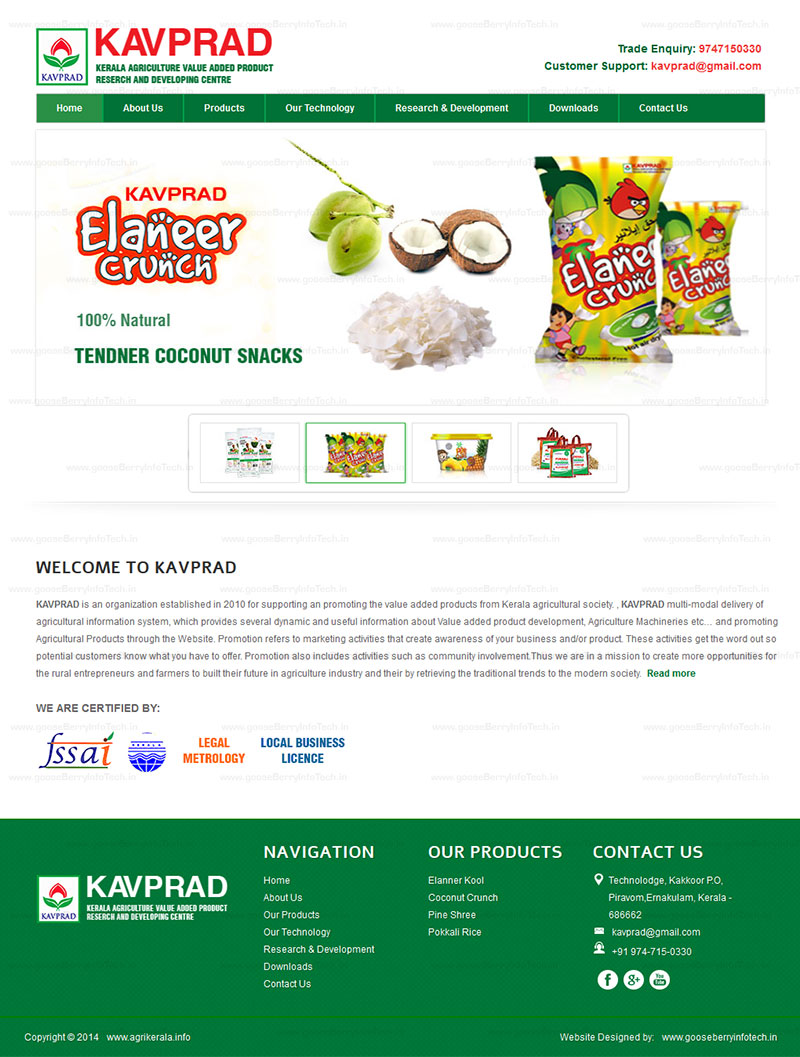 KAVPRAD
KERALA AGRICULTURE VALUE ADDED PRODUCT
RESERCH AND DEVELOPING CENTRE
KAVPRAD
Trade Enquiry: 9747150330
Customer Support: kavprad@gmail.com
Home About Us Products Our Technology Research & Development Downloads Contact Us
KAVPRAD
Elaneer
crunch
100% Natural
TENDNER COCONUT SNACKS
KAVPRAD
Elaneer
crunch
Hot air dry
Cholesterol Free
Elaneer
crunch
WELCOME TO KAVPRAD
KAVPRAD is an organization established in 2010 for supporting an promoting the value added products from Kerala agricultural society. , KAVPRAD multi-modal delivery of
agricultural information system, which provides several dynamic and useful information about Value added product development, Agriculture Machineries etc... and promoting
Agricultural Products through the Website. Promotion refers to marketing activities that create awareness of your business and/or product. These activities get the word out so
potential customers know what you have to offer. Promotion also includes activities such as community involvement.Thus we are in a mission to create more opportunities for
the rural entrepreneurs and farmers to built their future in agriculture industry and their by retrieving the traditional trends to the modern society. Read more
WE ARE CERTIFIED BY:
fssai
LEGAL
METROLOGY
LOCAL BUSINESS
LICENCE
KAVPRAD
KERALA AGRICULTURE VALUE ADDED PRODUCT
RESERCH AND DEVELOPING CENTRE
KAVPRAD
NAVIGATION
Home
About Us
Our Products
Our Technology
Research & Development
Downloads
Contact Us
OUR PRODUCTS
Elanner Kool
Coconut Crunch
Pine Shree
Pokkali Rice
CONTACT US
Technolodge, Kakkoor P.O,
Piravom,Ernakulam, Kerala -
686662
kavprad@gmail.com
+91 974-715-0330
You
Tube
Copyright © 2014 www.agrikerala.info
Website Designed by: www.gooseberryinfotech.in
www.gooseBerryInfoTech.in